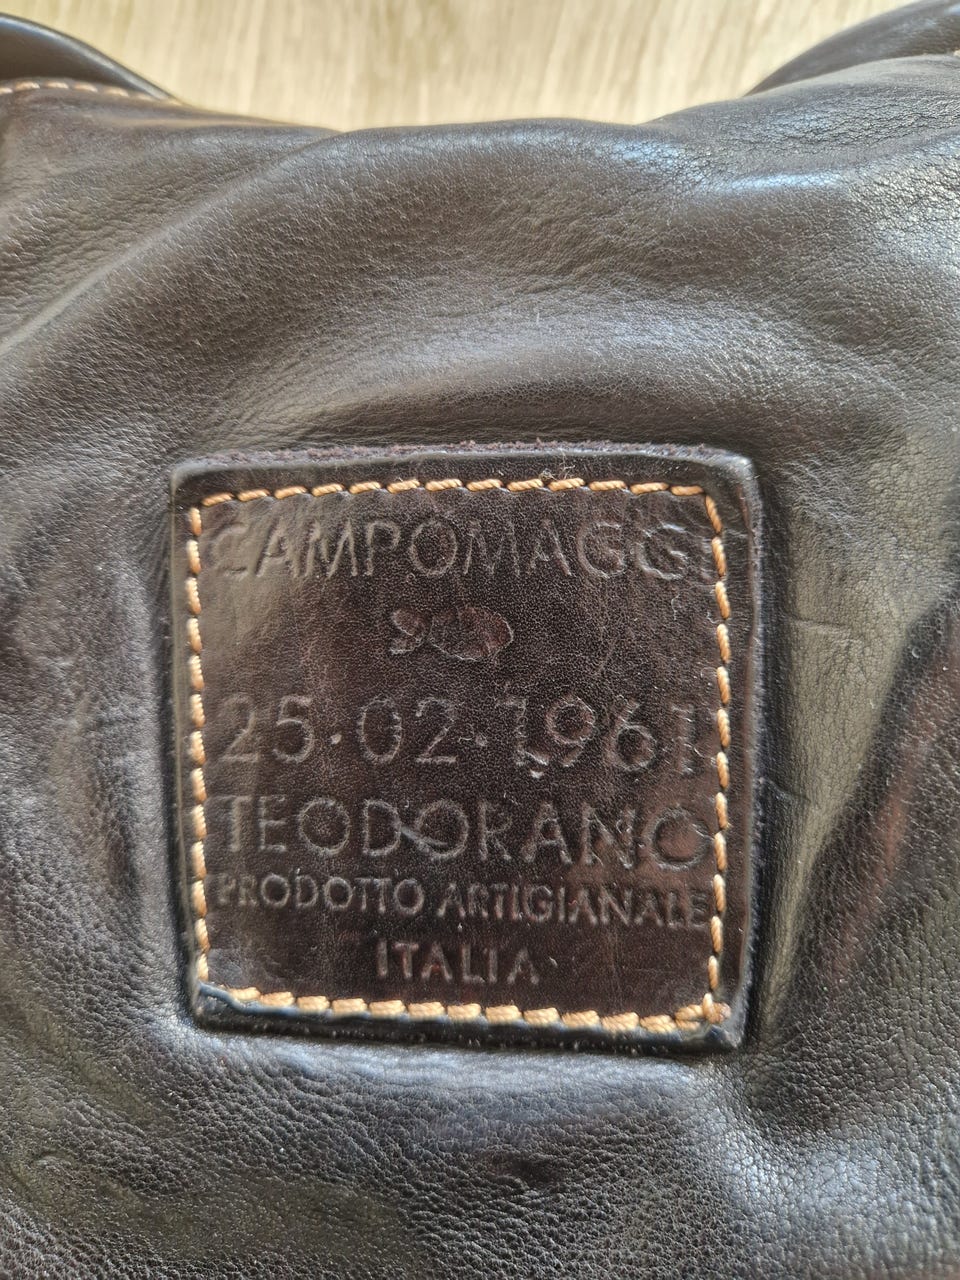 CAMPOMAGGI
25·02·1961
TEODORANO
PRODOTTO ARTIGIANALE
ITALIA